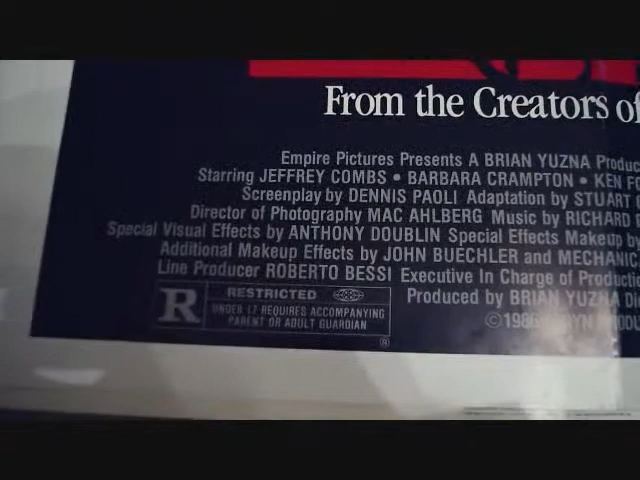 From the Creators of
Empire Pictures Presents A BRIAN YUZNA
Starring JEFFREY COMBS • BARBARA CRAMPTON • KEN
Screenplay by DENNIS PAOLI Adaptation by STUART
Director of Photography MAC AHLBERG Music by RICHARD
Special Visual Effects by ANTHONY DOUBLIN Special Effects Makeup by
Additional Makeup Effects by JOHN BUECHLER and
Line Producer ROBERTO BESSI Executive In Charge of
Produced by BRIAN YUZNA
R RESTRICTED
UNDER 17 REQUIRES ACCOMPANYING
PARENT OR ADULT GUARDIAN
®
©1986